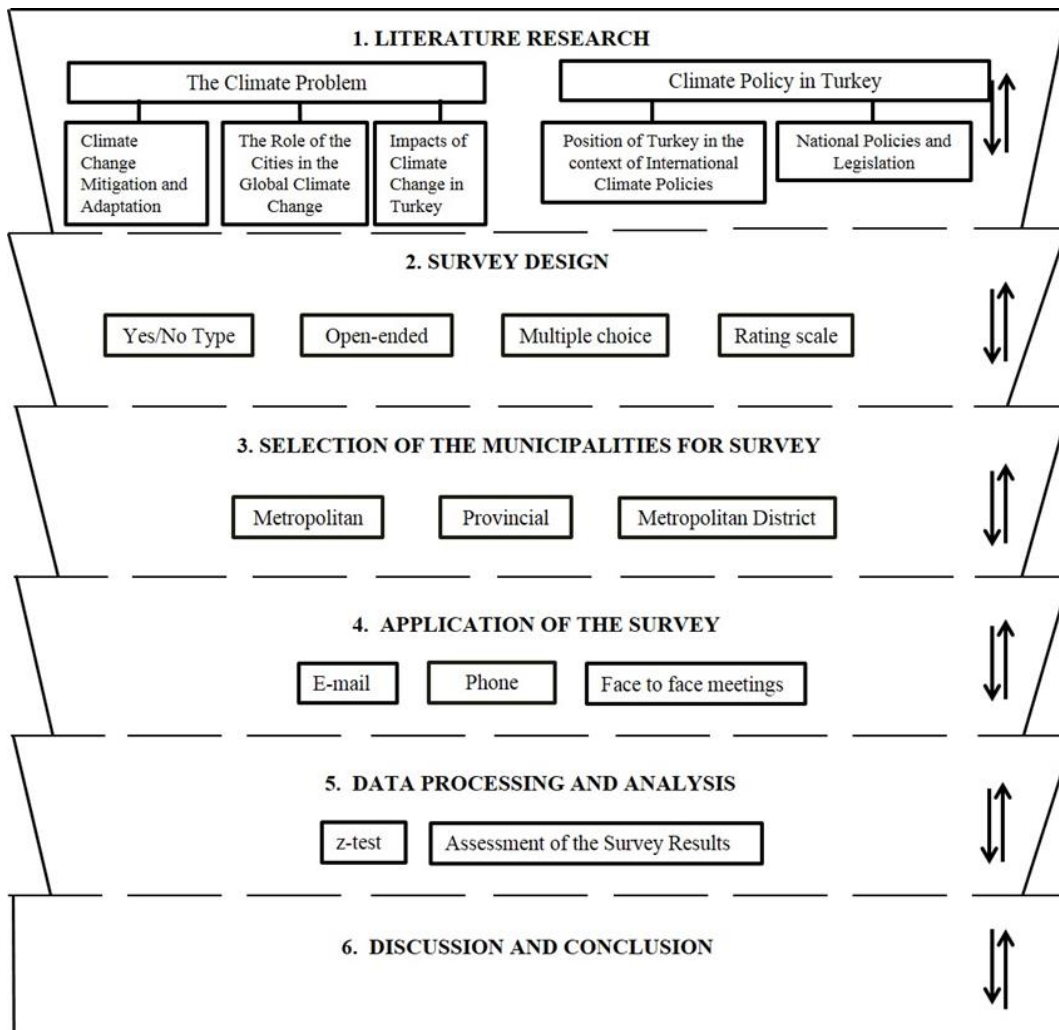 1. LITERATURE RESEARCH
The Climate Problem
Climate Policy in Turkey
Climate
Change
Mitigation and
Adaptation
The Role of the
Cities in the
Global Climate
Change
Impacts of
Climate
Change in
Turkey
Position of Turkey in the
context of International
Climate Policies
National Policies and
Legislation
2. SURVEY DESIGN
Yes/No Type
Open-ended
Multiple choice
Rating scale
3. SELECTION OF THE MUNICIPALITIES FOR SURVEY
Metropolitan
Provincial
Metropolitan District
4. APPLICATION OF THE SURVEY
E-mail
Phone
Face to face meetings
5. DATA PROCESSING AND ANALYSIS
z-test
Assessment of the Survey Results
6. DISCUSSION AND CONCLUSION